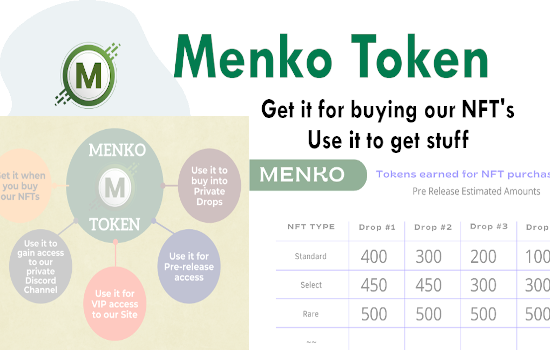 M
Menko Token
Get it for buying our NFT's
Use it to get stuff
MENKO
TOKEN
M
Get it when
you buy
our NFTs
Use it to
buy into
Private
Drops
Use it to
gain access
to our
private
Discord
Channel
Use it for
Pre-release
access
Use it for
VIP access
to our Site
MENKO
Tokens earned for NFT purchas
Pre Release Estimated Amounts
NFT TYPE Drop #1 Drop #2 Drop #3 Drop
Standard 400 300 200 100
Select 450 450 300 300
Rare 500 500 500 500